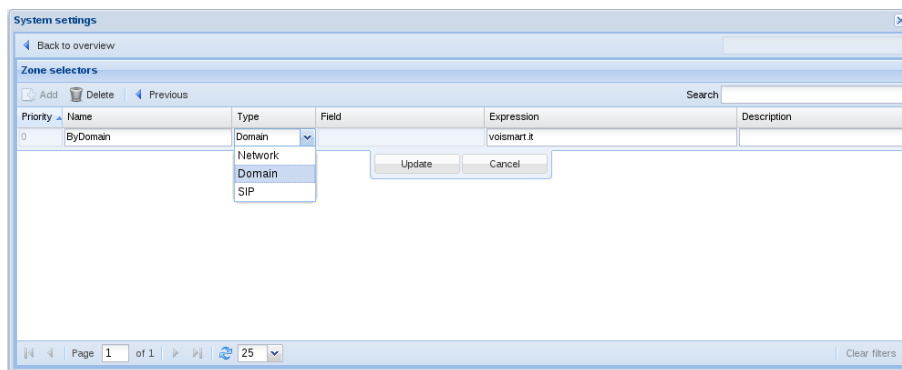 System settings
Back to overview
Zone selectors
Add Delete Previous Search
Priority Name Type Field Expression Description
0 ByDomain Domain voismart.it
Network
Domain
SIP
Update Cancel
Page 1 of 1 25 Clear filters